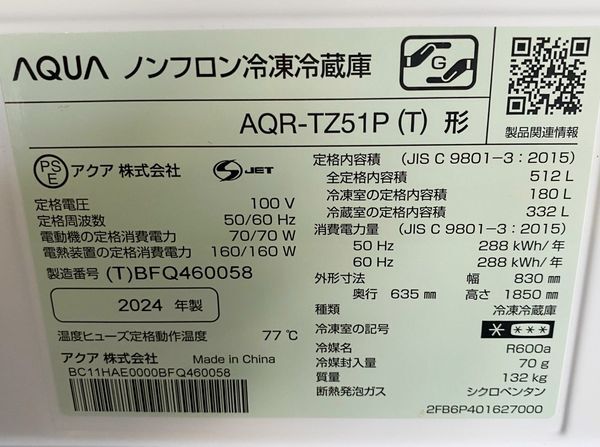 AQUA ノンフロン冷凍冷蔵庫
G
AQR-TZ51P (T) 形
製品関連情報
PS E アクア 株式会社 S JET
定格電圧 100 V
定格周波数 50/60 Hz
電動機の定格消費電力 70/70 W
電熱装置の定格消費電力 160/160 W
製造番号 (T)BFQ460058
2024 年製
温度ヒューズ定格動作温度 77 ℃
アクア 株式会社 Made in China
BC11HAE0000BFQ460058
定格内容積 (JIS C 9801-3 : 2015)
全定格内容積 512 L
冷凍室の定格内容積 180 L
冷蔵室の定格内容積 332 L
消費電力量 (JIS C 9801-3 : 2015)
50 Hz 288 kWh/年
60 Hz 288 kWh/年
外形寸法 幅 830 mm
奥行 635 mm 高さ 1850 mm
種類 冷凍冷蔵庫
冷凍室の記号 * ***
冷媒名 R600a
冷媒封入量 70 g
質量 132 kg
断熱発泡ガス シクロペンタン
2FB6P401627000